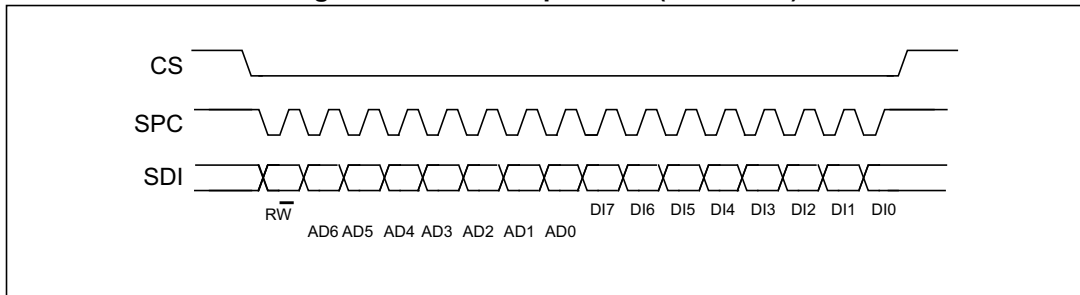 CS
SPC
SDI
RW̅ DI7 DI6 DI5 DI4 DI3 DI2 DI1 DI0
AD6 AD5 AD4 AD3 AD2 AD1 AD0